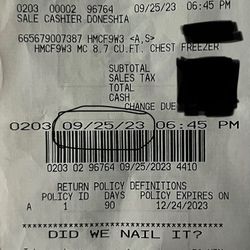 0203 00002 96764 09/25/23 06:45 PM
SALE CASHIER DONESHIA
665679007387 HMCF9W3 <A,S>
HMCF9W3 MC 8.7 CU.FT. CHEST FREEZER
SUBTOTAL
SALES TAX
TOTAL
CASH
CHANGE DUE
0203 09/25/23 06:45 PM
0203 02 96764 09/25/2023 4410
RETURN POLICY DEFINITIONS
POLICY ID DAYS POLICY EXPIRES ON
A 1 90 12/24/2023
DID WE NAIL IT?